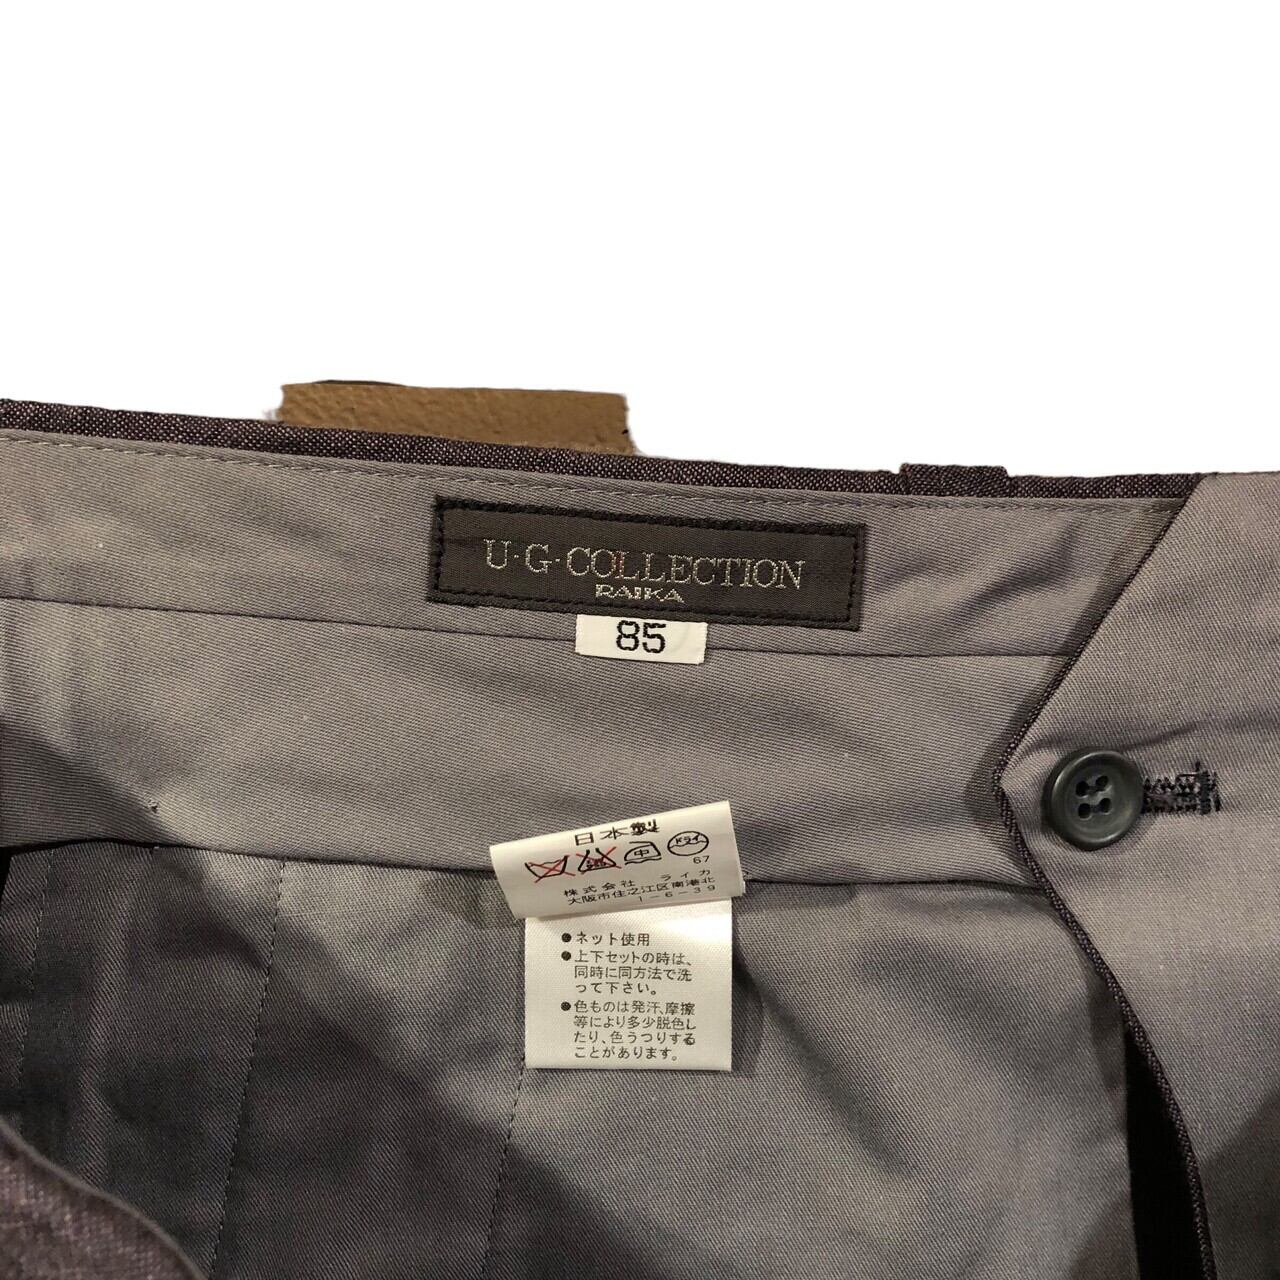 U·G·COLLECTION
RAIKA
85
日本製
中 ドライ
67
株式会社 ライカ
大阪市住之江区南港北
1-6-39
●ネット使用
●上下セットの時は、
同時に同方法で洗
って下さい。
●色ものは発汗、摩擦
等により多少脱色し
たり、色うつりする
ことがあります。